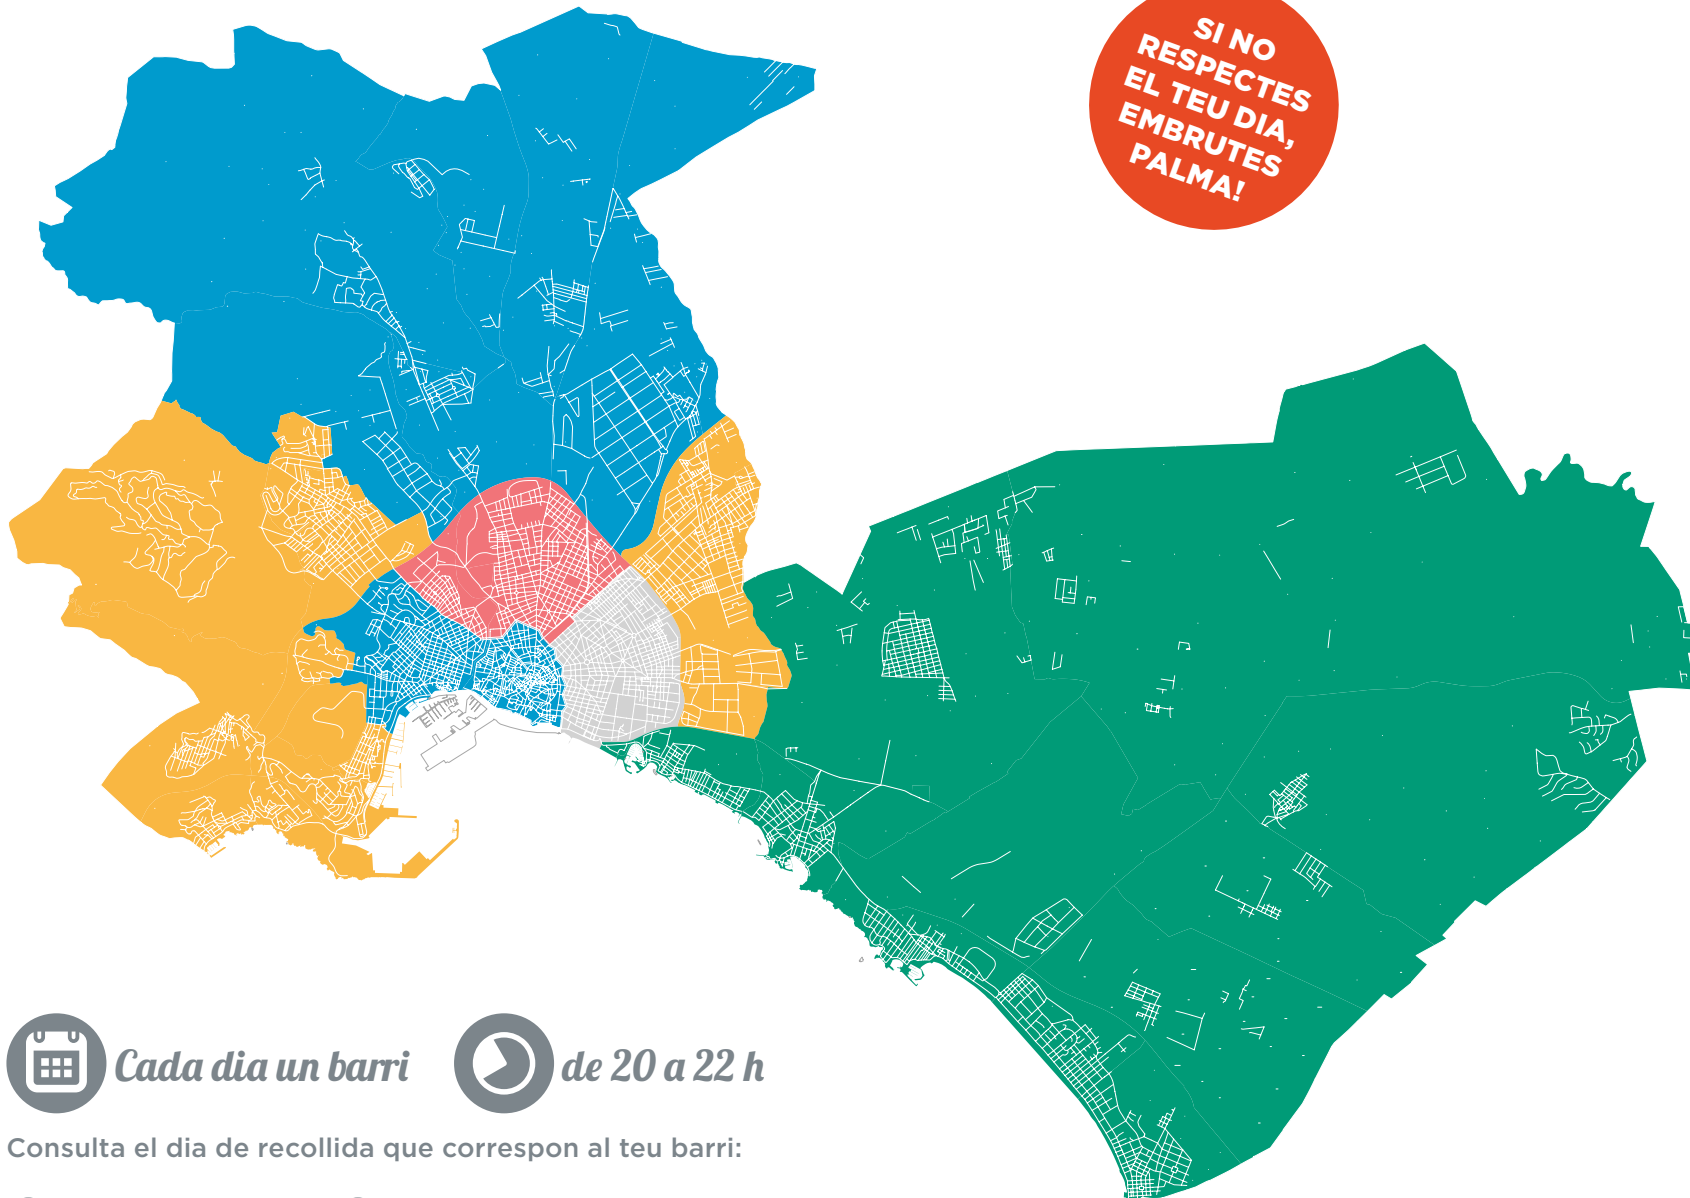 SI NO
RESPECTES
EL TEU DIA,
EMBRUTES
PALMA!
Cada dia un barri
de 20 a 22 h
Consulta el dia de recollida que correspon al teu barri: